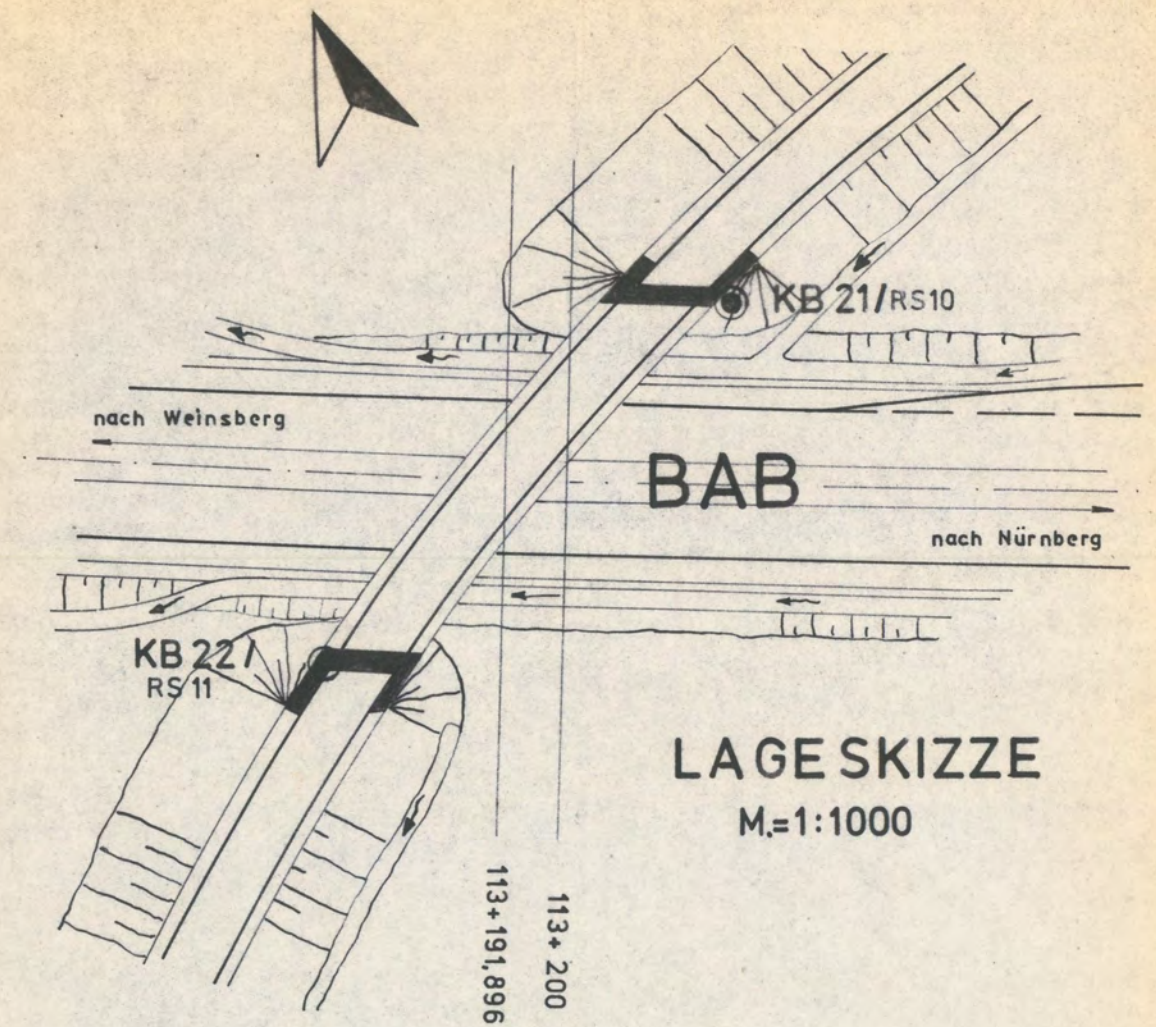 KB 21/RS10
nach Weinsberg
BAB
nach Nürnberg
KB 22/
RS 11
LAGESKIZZE
M.=1:1000
113+191,896
113+200